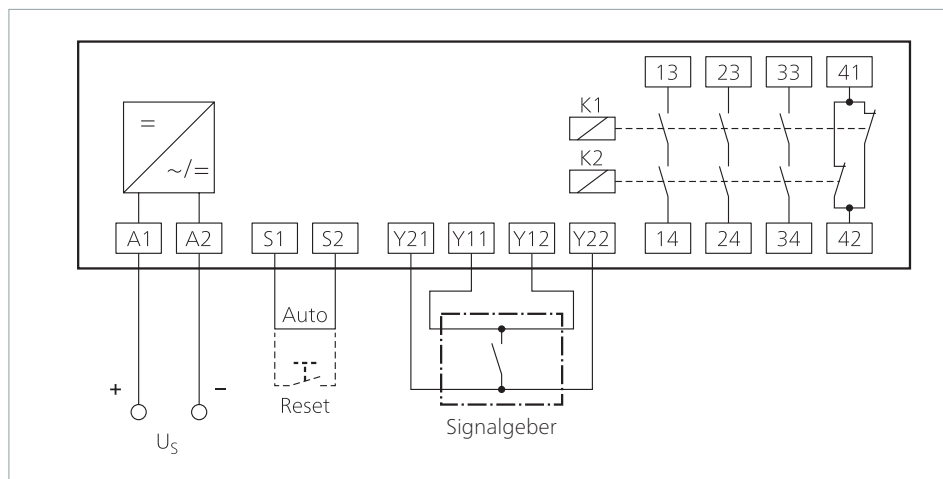 13 23 33 41
K1
=
~/=
K2
A1 A2 S1 S2 Y21 Y11 Y12 Y22 14 24 34 42
Auto
+ –
Reset
Signalgeber
US